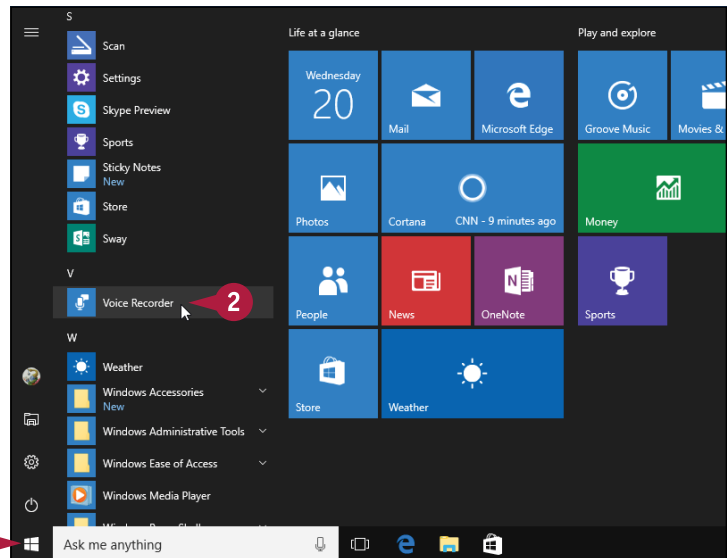 S
Scan
Settings
Skype Preview
Sports
Sticky Notes
New
Store
Sway
V
Voice Recorder
2
W
Weather
Windows Accessories
New
Windows Administrative Tools
Windows Ease of Access
Windows Media Player
Life at a glance
Wednesday
20
Mail
Microsoft Edge
Photos
Cortana
CNN - 9 minutes ago
People
News
OneNote
Store
Weather
Play and explore
Groove Music
Movies &
Money
Sports
Ask me anything